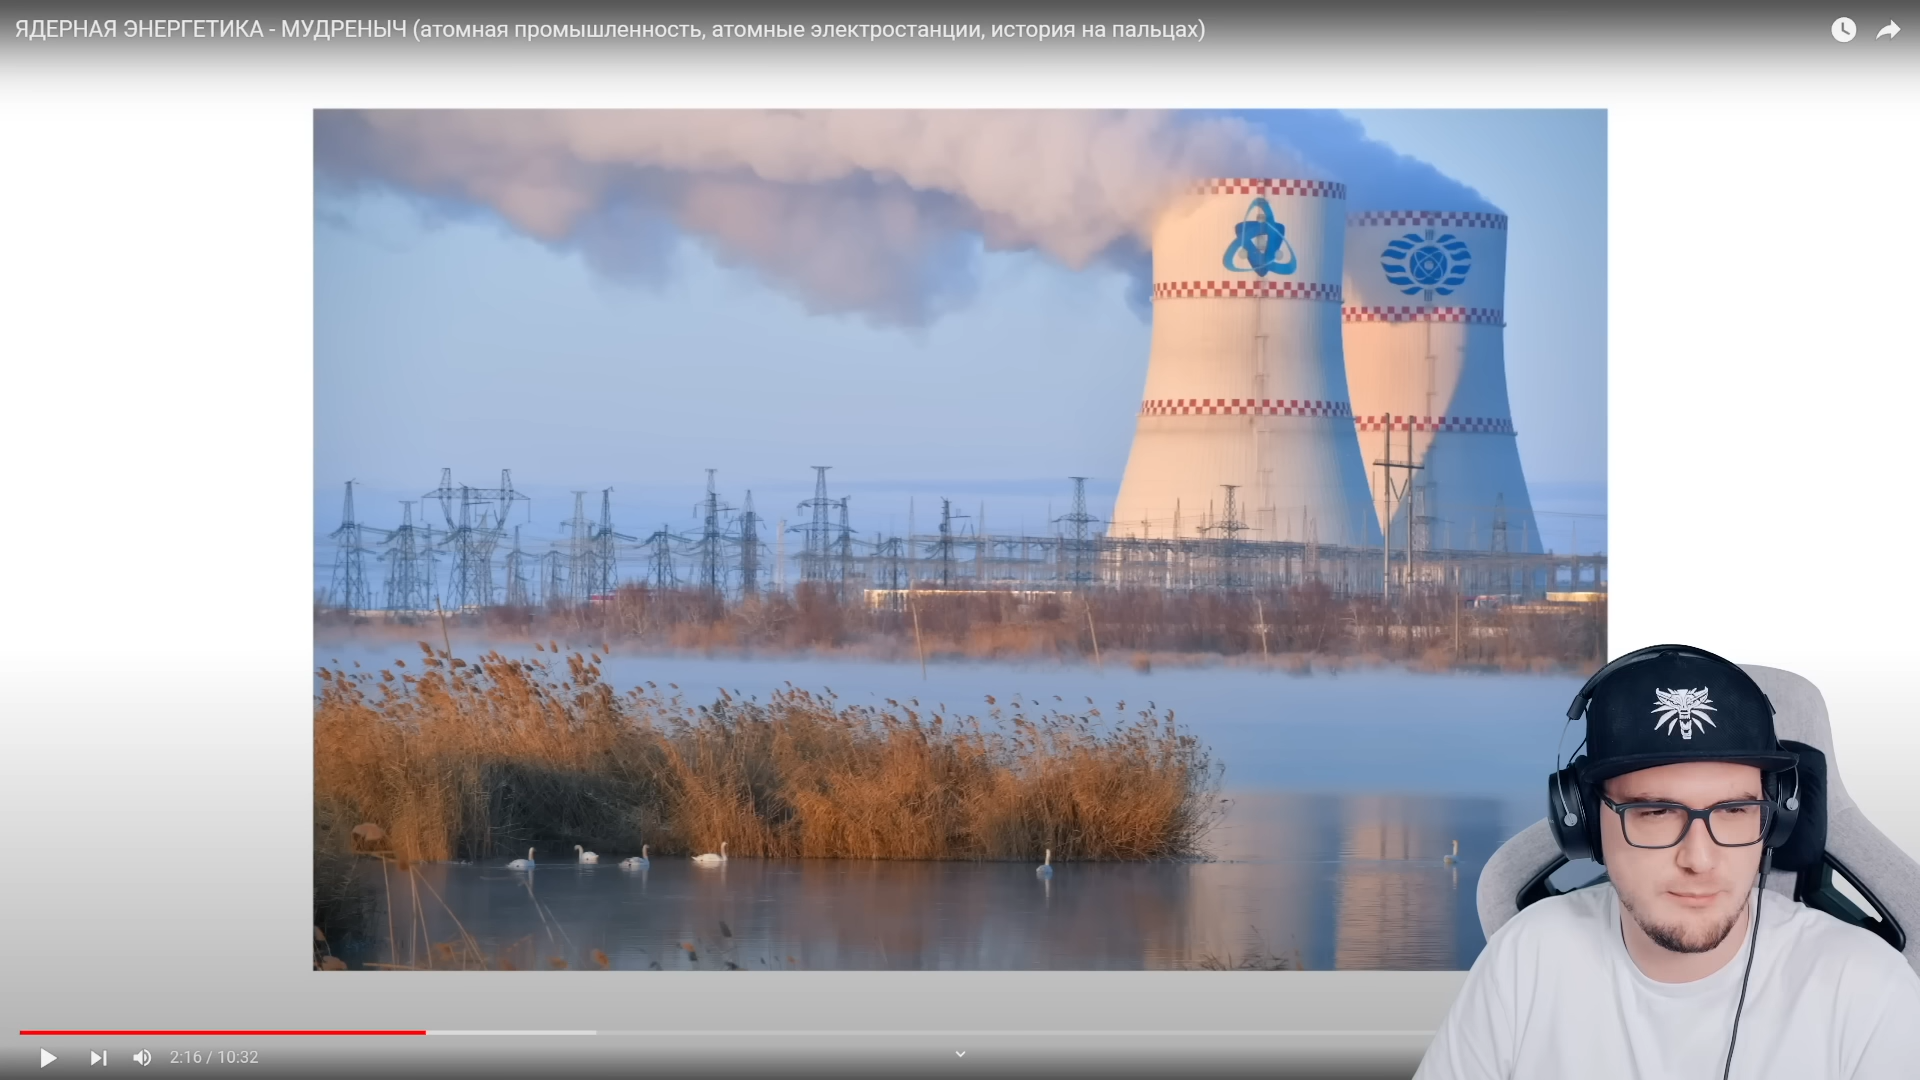 ЯДЕРНАЯ ЭНЕРГЕТИКА - МУДРЕНЫЧ (атомная промышленность, атомные электростанции, история на пальцах)
2:16 / 10:32